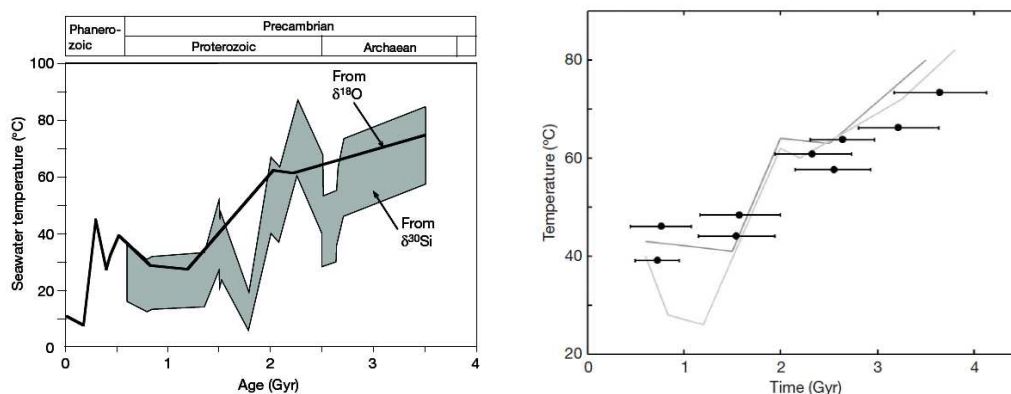 Phanero-
zoic
Precambrian
Proterozoic
Archaean
100
80
60
40
20
0
Seawater temperature (°C)
From
δ¹⁸O
From
δ³⁰Si
0
1
2
3
4
Age (Gyr)
80
60
40
20
Temperature (°C)
0
1
2
3
4
Time (Gyr)